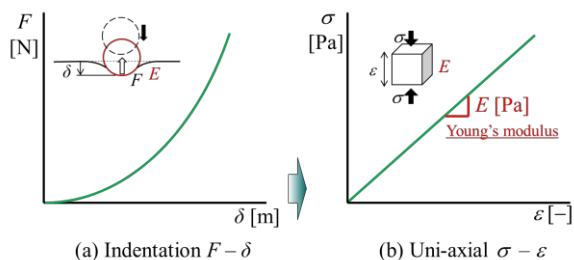 F
[N]
δ
F E
δ [m]
(a) Indentation F – δ
σ
[Pa]
σ
ε
E
σ
E [Pa]
Young's modulus
ε [−]
(b) Uni-axial σ – ε